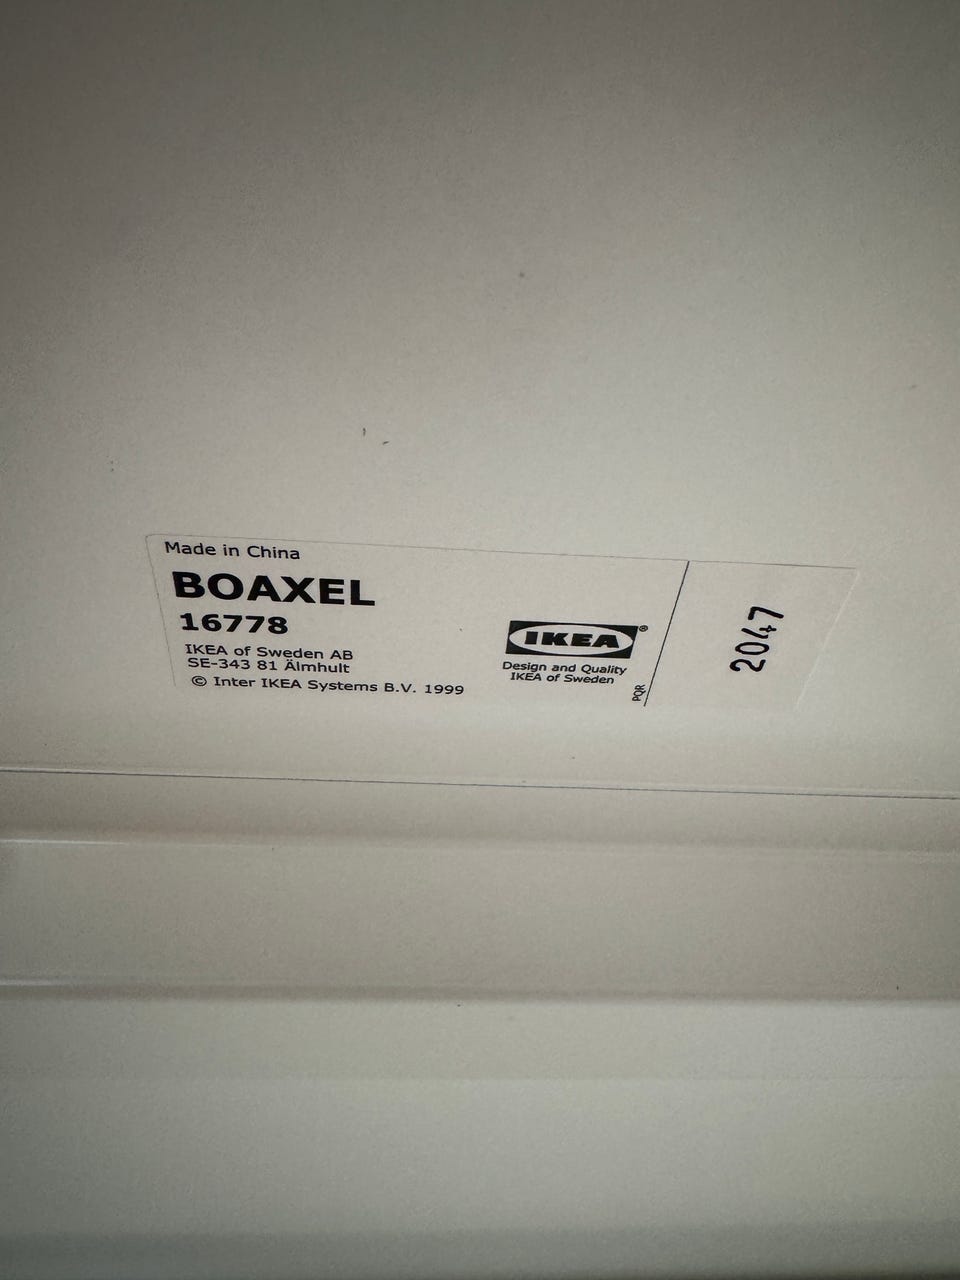 Made in China
BOAXEL
16778
IKEA of Sweden AB
SE-343 81 Älmhult
© Inter IKEA Systems B.V. 1999
IKEA®
Design and Quality
IKEA of Sweden
PQR
2047